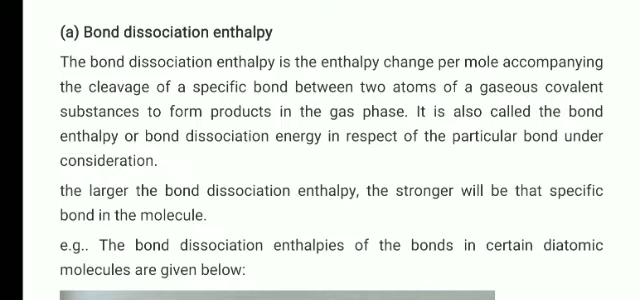 (a) Bond dissociation enthalpy
The bond dissociation enthalpy is the enthalpy change per mole accompanying
the cleavage of a specific bond between two atoms of a gaseous covalent
substances to form products in the gas phase. It is also called the bond
enthalpy or bond dissociation energy in respect of the particular bond under
consideration.
the larger the bond dissociation enthalpy, the stronger will be that specific
bond in the molecule.
e.g.. The bond dissociation enthalpies of the bonds in certain diatomic
molecules are given below: